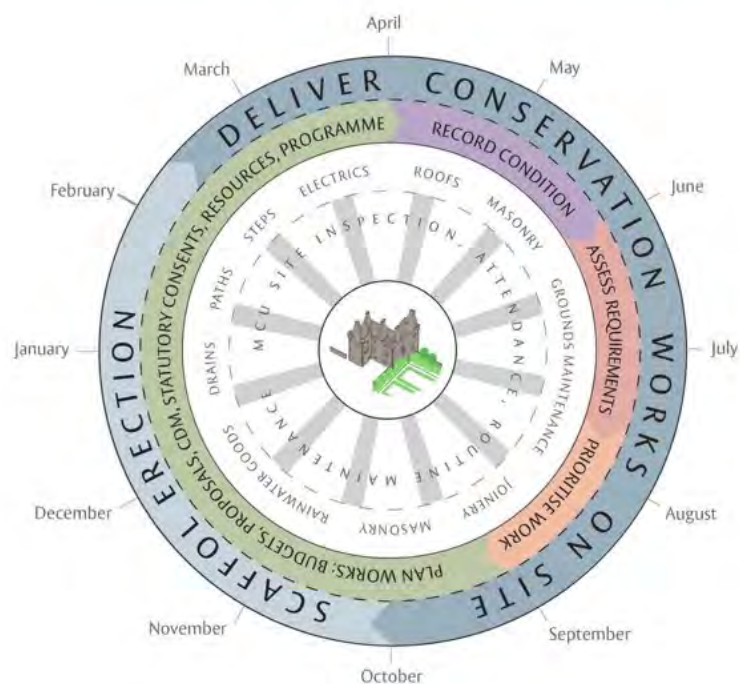 April
May
June
July
August
September
October
November
December
January
February
March
DELIVER CONSERVATION WORKS ON SITE
SCAFFOL ERECTION
RECORD CONDITION
ASSESS REQUIREMENTS
PRIORITISE WORK
PLAN WORKS: BUDGETS, PROPOSALS, CDM, STATUTORY CONSENTS, RESOURCES, PROGRAMME
ROOFS
MASONRY
GROUNDS MAINTENANCE
JOINERY
MASONRY
RAINWATER GOODS
DRAINS
PATHS
STEPS
ELECTRICS
MCU SITE INSPECTION, ATTENDANCE, ROUTINE MAINTENANCE